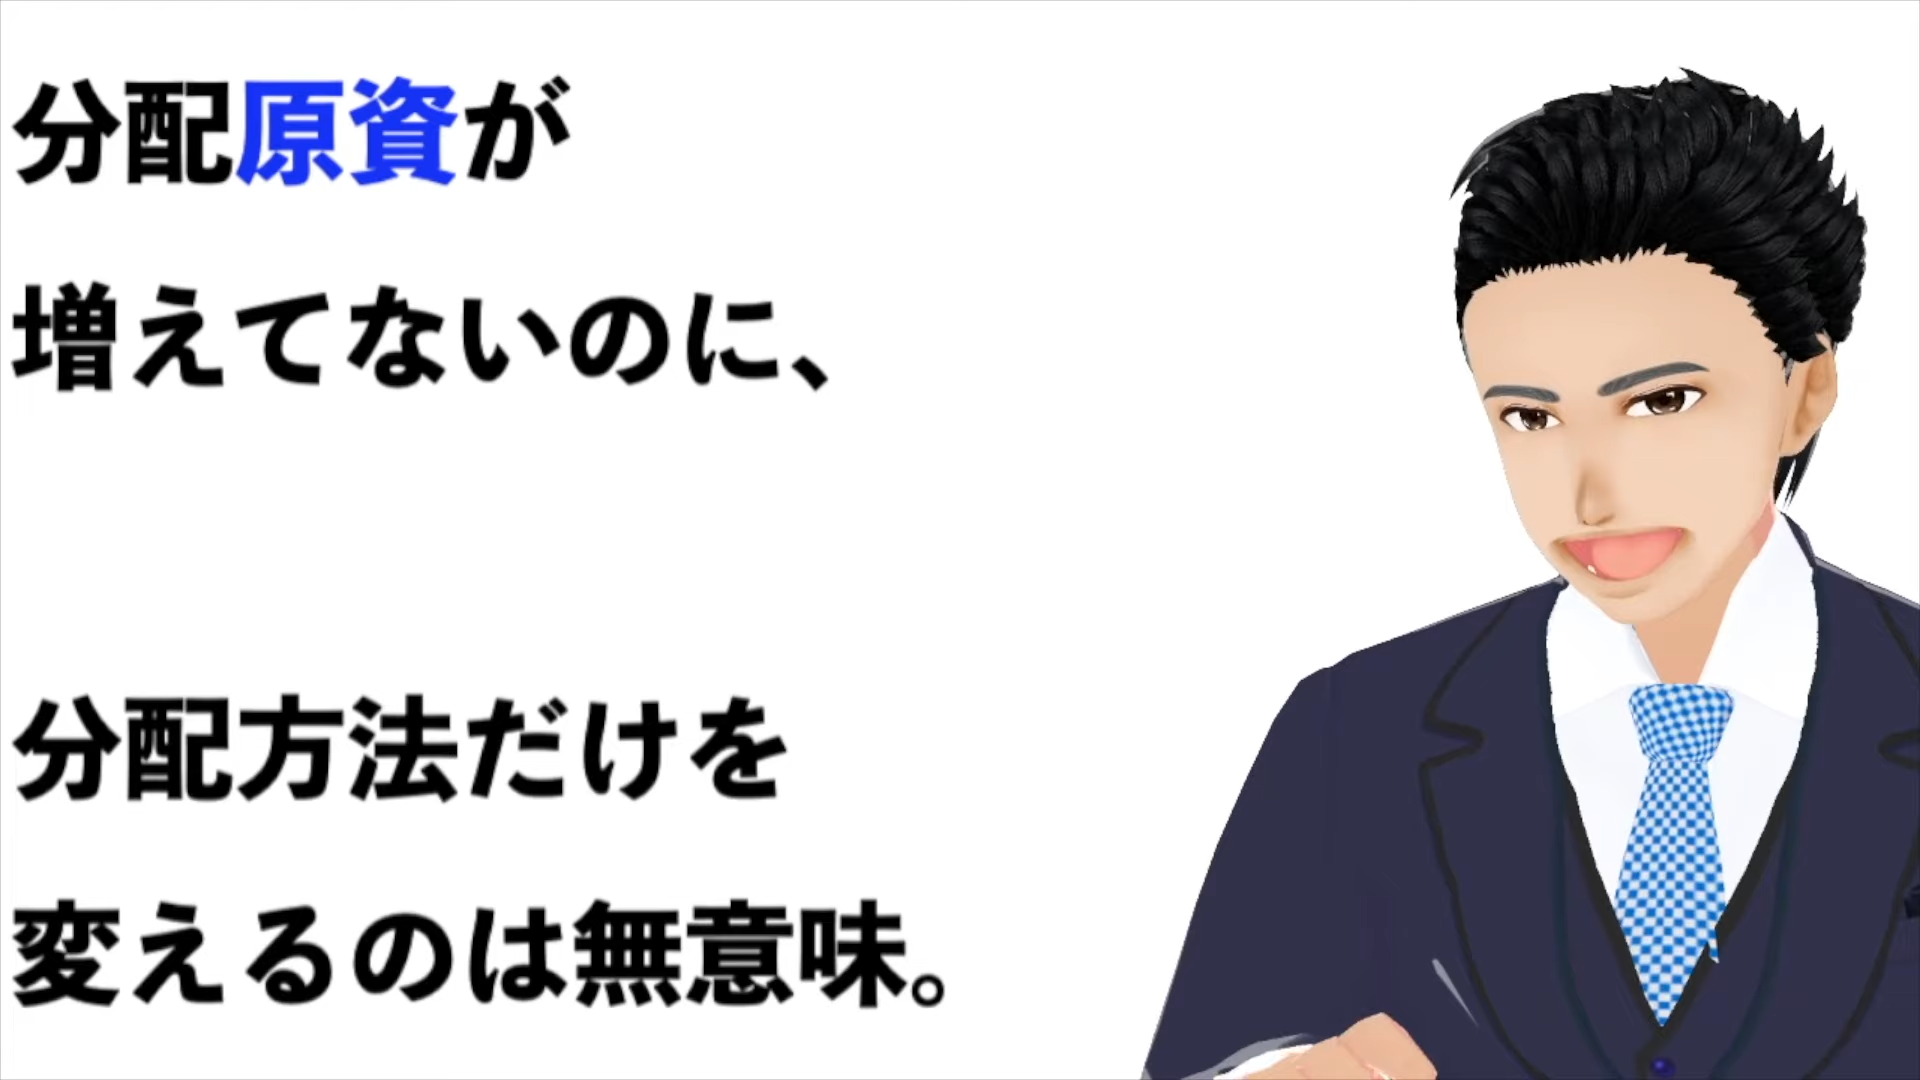 分配原資が
増えてないのに、
分配方法だけを
変えるのは無意味。